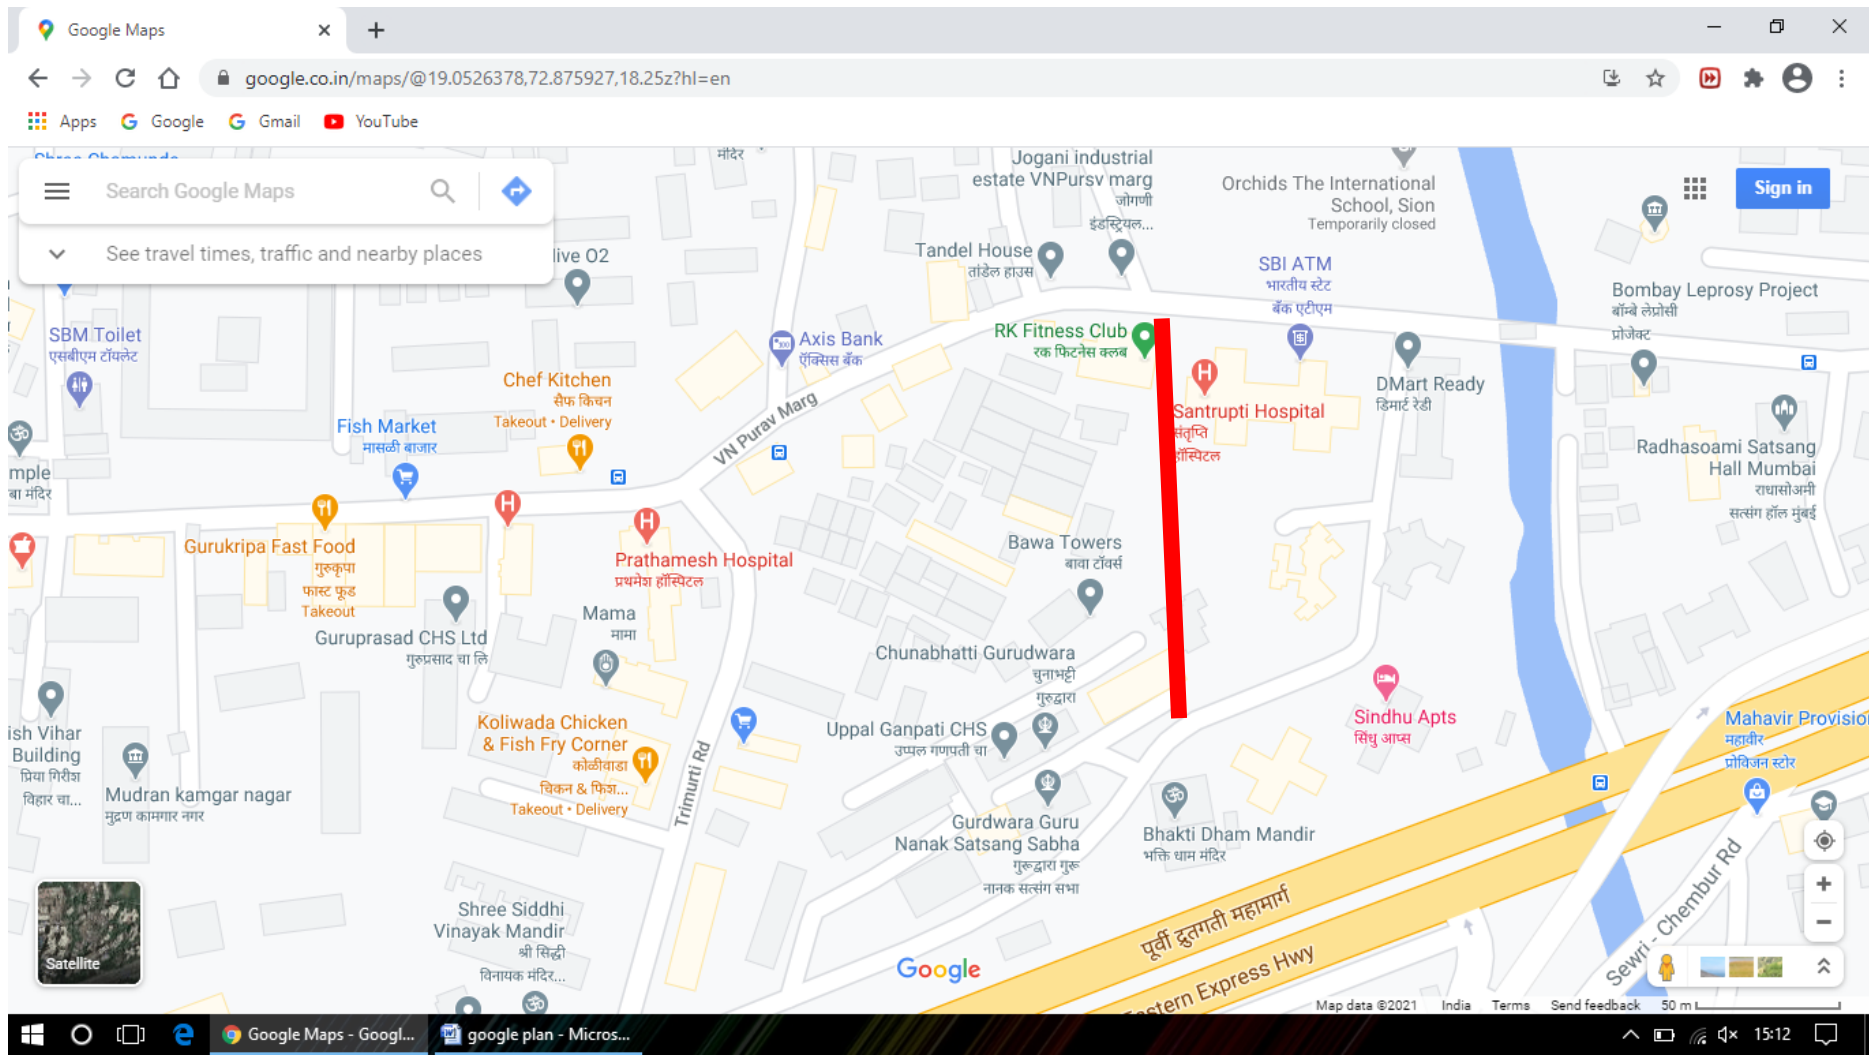 Google Maps
google.co.in/maps/@19.0526378,72.875927,18.25z?hl=en
Apps
Google
Gmail
YouTube
Search Google Maps
See travel times, traffic and nearby places
Sign in
मंदिर
Jogani industrial
estate VNPursv marg
जोगणी
इंडस्ट्रियल...
Orchids The International
School, Sion
Temporarily closed
Tandel House
तांडेल हाउस
live O2
SBI ATM
भारतीय स्टेट
बँक एटीएम
Bombay Leprosy Project
बॉम्बे लेप्रोसी
प्रोजेक्ट
SBM Toilet
एसबीएम टॉयलेट
Axis Bank
ऍक्सिस बँक
RK Fitness Club
रक फिटनेस क्लब
Chef Kitchen
सैफ किचन
Takeout • Delivery
DMart Ready
डिमार्ट रेडी
Santrupti Hospital
संतृप्ति
हॉस्पिटल
Fish Market
मासळी बाजार
VN Purav Marg
Radhasoami Satsang
Hall Mumbai
राधासोअमी
सत्संग हॉल मुंबई
mple
बा मंदिर
Gurukripa Fast Food
गुरुकृपा
फास्ट फूड
Takeout
Prathamesh Hospital
प्रथमेश हॉस्पिटल
Bawa Towers
बावा टॉवर्स
Mama
मामा
Guruprasad CHS Ltd
गुरुप्रसाद चा लि
Chunabhatti Gurudwara
चुनाभट्टी
गुरुद्वारा
Uppal Ganpati CHS
उप्पल गणपती चा
Sindhu Apts
सिंधु आप्स
Mahavir Provision
महावीर
प्रोविजन स्टोर
ish Vihar
Building
प्रिया गिरीश
विहार चा...
Koliwada Chicken
& Fish Fry Corner
कोळीवाडा
चिकन & फिश...
Takeout • Delivery
Trimurti Rd
Mudran kamgar nagar
मुद्रण कामगार नगर
Gurdwara Guru
Nanak Satsang Sabha
गुरूद्वारा गुरू
नानक सत्संग सभा
Bhakti Dham Mandir
भक्ति धाम मंदिर
Shree Siddhi
Vinayak Mandir
श्री सिद्धी
विनायक मंदिर...
पूर्वी द्रुतगती महामार्ग
Eastern Express Hwy
Sewri - Chembur Rd
Satellite
Google
Map data ©2021
India
Terms
Send feedback
50 m
Google Maps - Googl...
google plan - Micros...
15:12